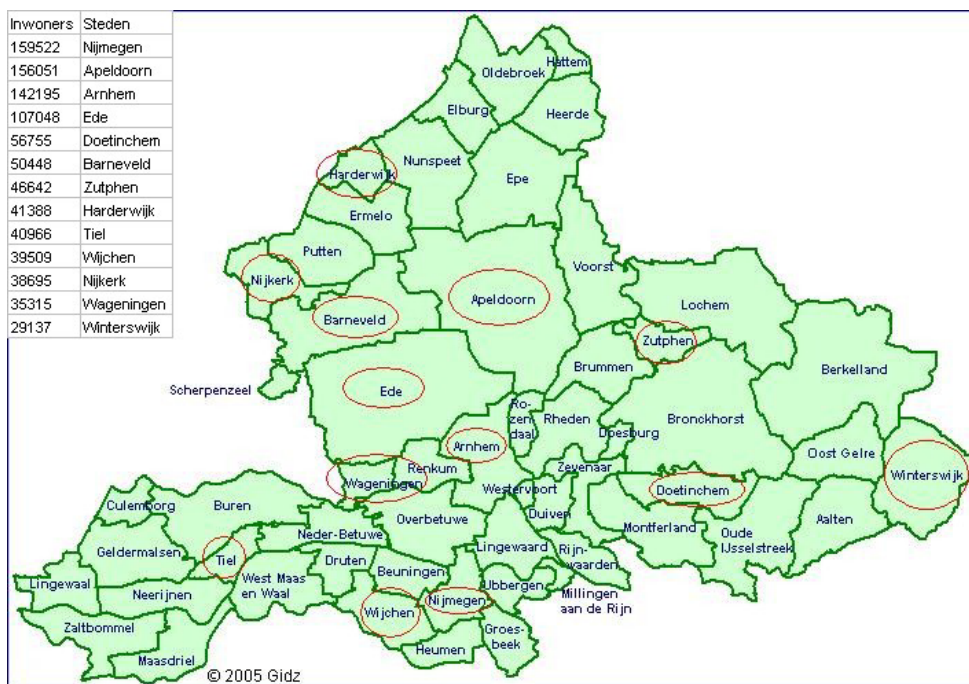 Inwoners Steden
159522 Nijmegen
156051 Apeldoorn
142195 Arnhem
107048 Ede
56755 Doetinchem
50448 Barneveld
46642 Zutphen
41388 Harderwijk
40966 Tiel
39509 Wijchen
38695 Nijkerk
35315 Wageningen
29137 Winterswijk
Hattem
Oldebroek
Elburg
Heerde
Nunspeet
Harderwijk
Epe
Ermelo
Putten
Voorst
Nijkerk
Apeldoorn
Lochem
Barneveld
Zutphen
Brummen
Berkelland
Scherpenzeel
Ede
Ro-
zen
daal
Rheden
Bronckhorst
Doesburg
Arnhem
Oost Gelre
Renkum
Zevenaar
Winterswijk
Wageningen
Westervoort
Doetinchem
Culemborg
Buren
Duiven
Overbetuwe
Montferland
Oude
IJsselstreek
Aalten
Neder-Betuwe
Geldermalsen
Lingewaard
Rijn-
waarden
Tiel
Druten
Beuningen
Lingewaal
West Maas
en Waal
Ubbergen
Neerijnen
Millingen
aan de Rijn
Nijmegen
Wijchen
Zaltbommel
Groes-
beek
Heumen
Maasdriel
© 2005 Gidz